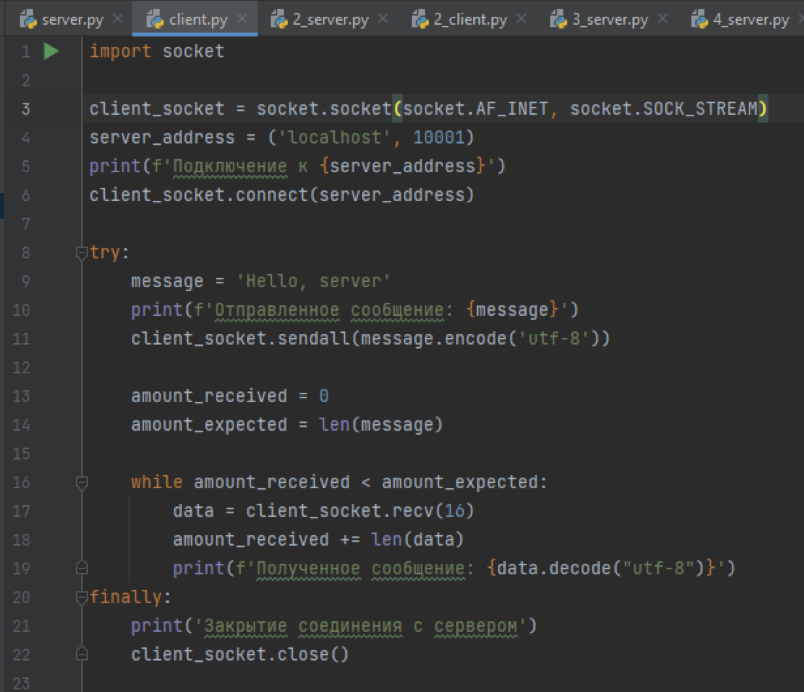 server.py × client.py × 2_server.py × 2_client.py × 3_server.py × 4_server.py ×
1 import socket
2
3 client_socket = socket.socket(socket.AF_INET, socket.SOCK_STREAM)
4 server_address = ('localhost', 10001)
5 print(f'Подключение к {server_address}')
6 client_socket.connect(server_address)
7
8 try:
9 message = 'Hello, server'
10 print(f'Отправленное сообщение: {message}')
11 client_socket.sendall(message.encode('utf-8'))
12
13 amount_received = 0
14 amount_expected = len(message)
15
16 while amount_received < amount_expected:
17 data = client_socket.recv(16)
18 amount_received += len(data)
19 print(f'Полученное сообщение: {data.decode("utf-8")}')
20 finally:
21 print('Закрытие соединения с сервером')
22 client_socket.close()
23